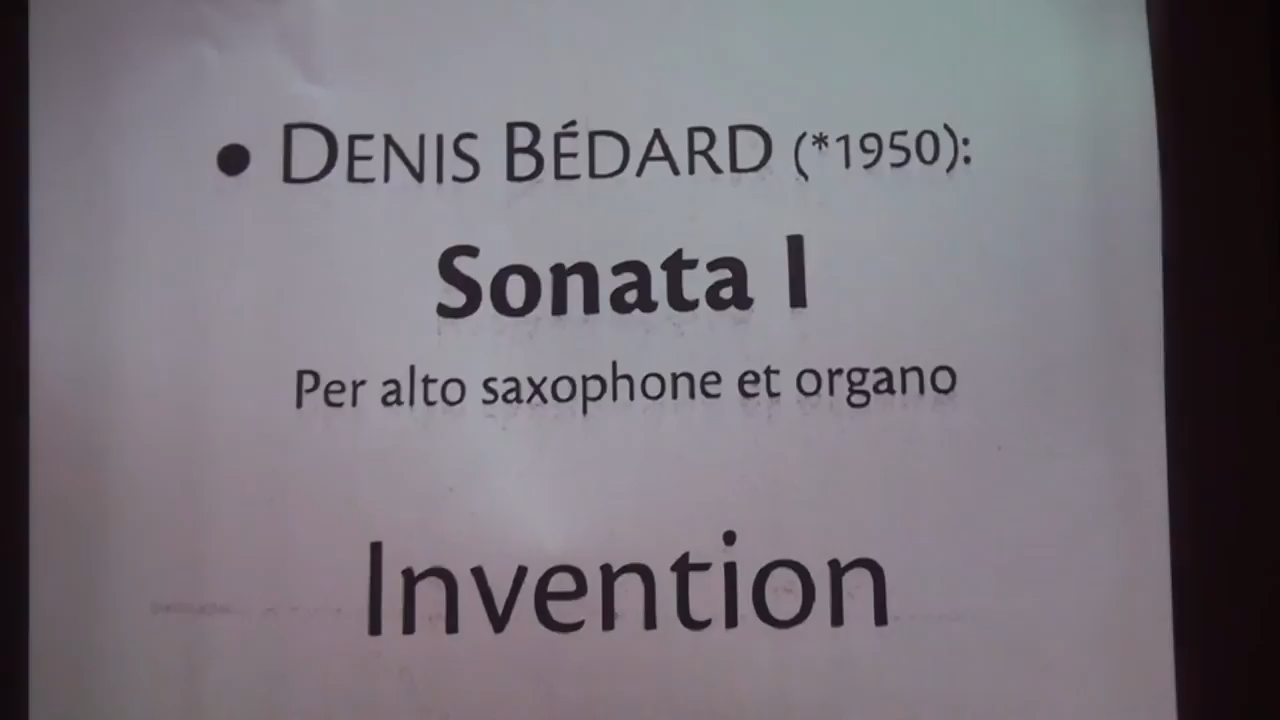 • DENIS BÉDARD (*1950):
Sonata I
Per alto saxophone et organo
Invention